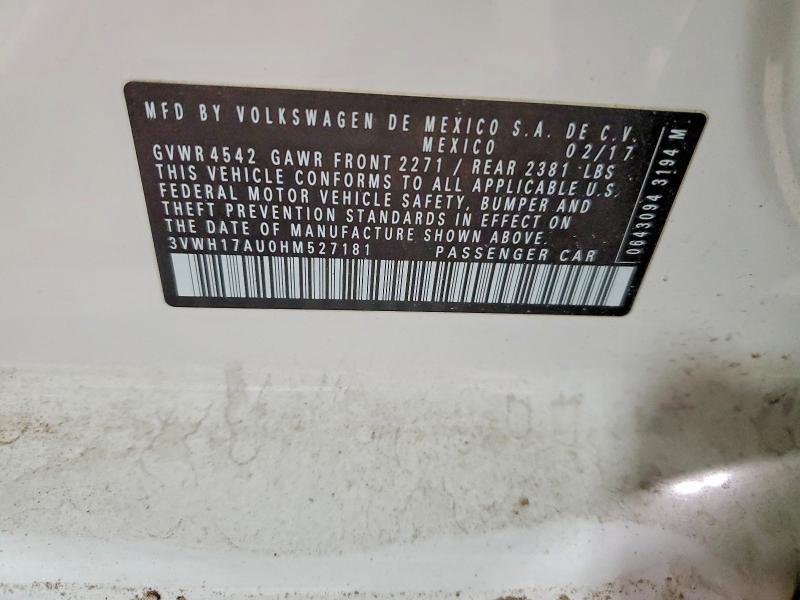 MFD BY VOLKSWAGEN DE MEXICO S.A. DE C.V.
MEXICO 02/17
GVWR 4542 GAWR FRONT 2271 / REAR 2381 LBS
THIS VEHICLE CONFORMS TO ALL APPLICABLE U.S.
FEDERAL MOTOR VEHICLE SAFETY, BUMPER AND
THEFT PREVENTION STANDARDS IN EFFECT ON
THE DATE OF MANUFACTURE SHOWN ABOVE.
3VWH17AU0HM527181 PASSENGER CAR
0643094 3194 M